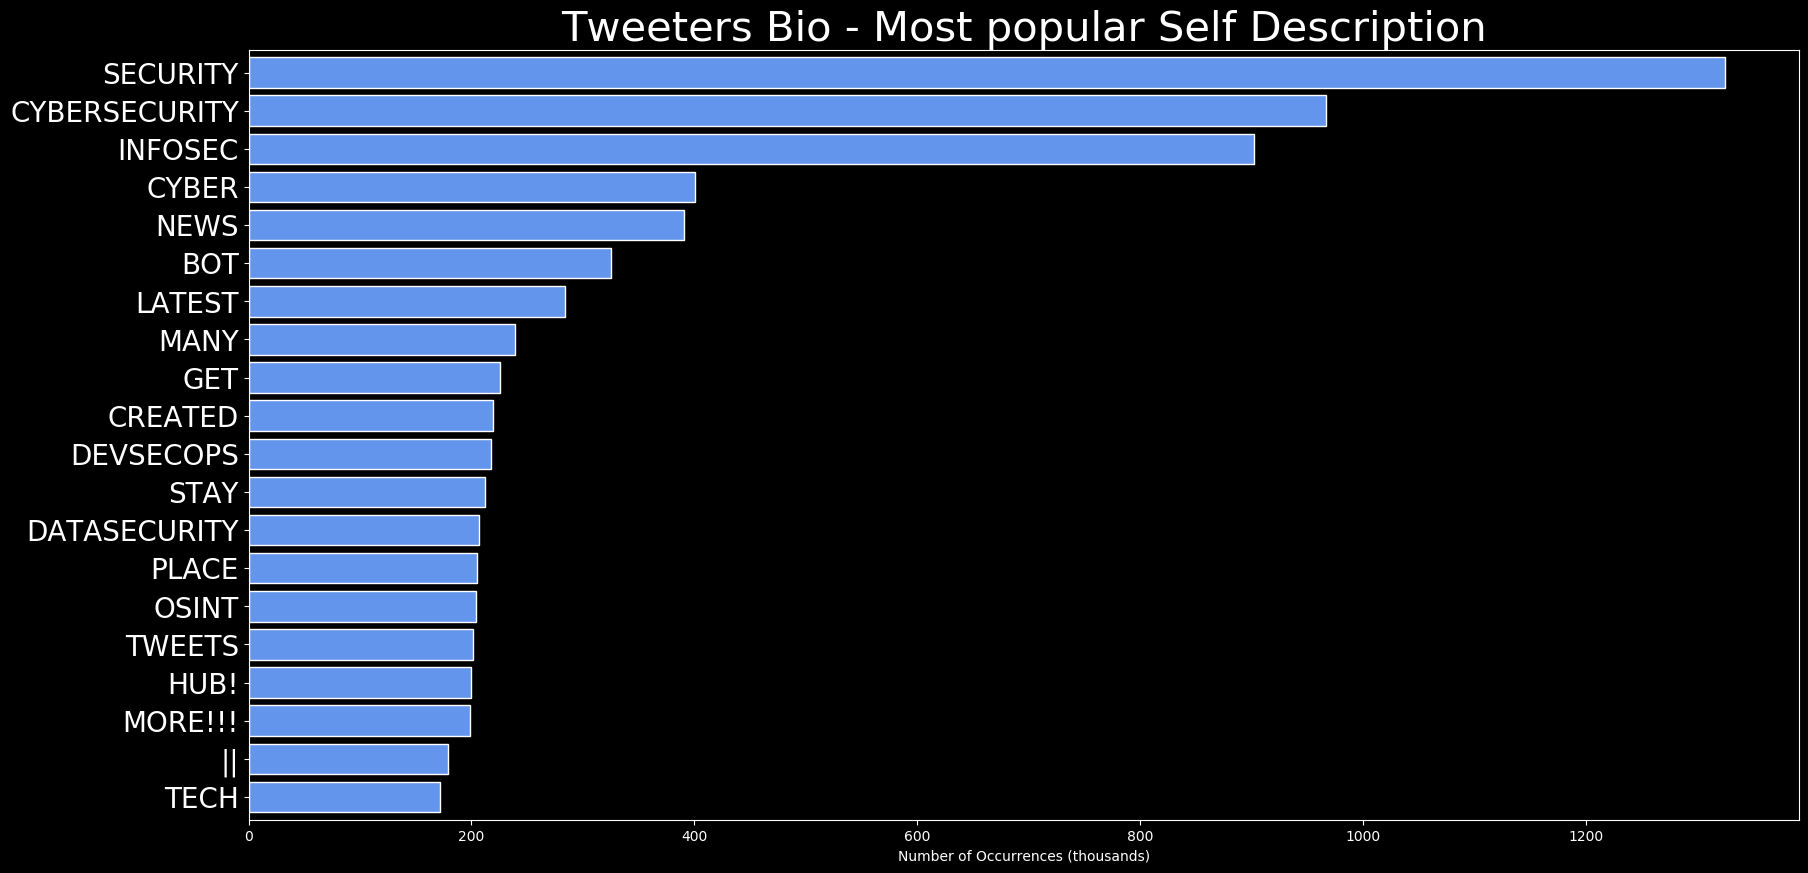 Tweeters Bio - Most popular Self Description
SECURITY
CYBERSECURITY
INFOSEC
CYBER
NEWS
BOT
LATEST
MANY
GET
CREATED
DEVSECOPS
STAY
DATASECURITY
PLACE
OSINT
TWEETS
HUB!
MORE!!!
||
TECH
0 200 400 600 800 1000 1200
Number of Occurrences (thousands)